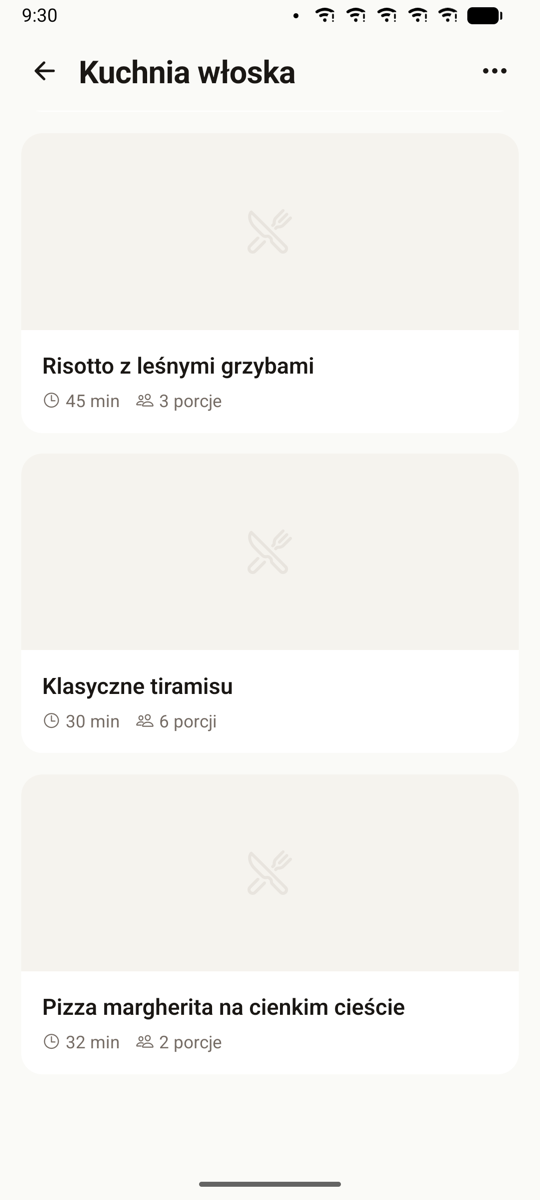 9:30
Kuchnia włoska
Risotto z leśnymi grzybami
45 min 3 porcje
Klasyczne tiramisu
30 min 6 porcji
Pizza margherita na cienkim cieście
32 min 2 porcje